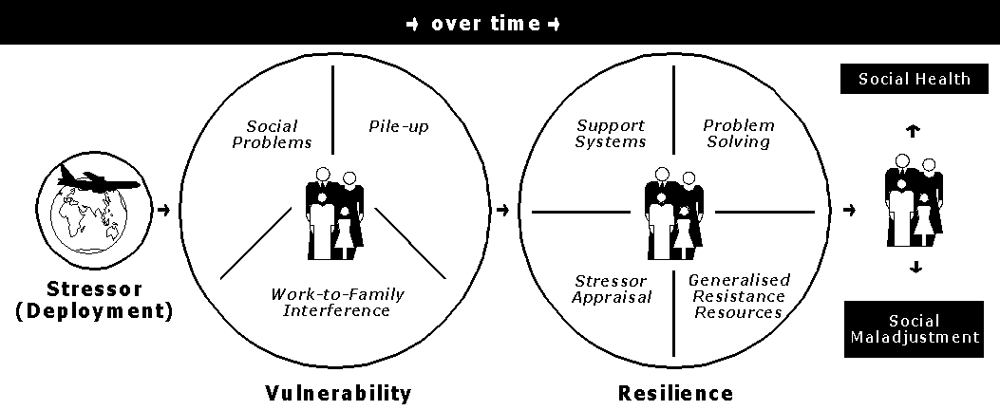 → over time →
Social
Problems
Pile-up
Work-to-Family
Interference
Support
Systems
Problem
Solving
Stressor
Appraisal
Generalised
Resistance
Resources
Social Health
Social
Maladjustment
Stressor
(Deployment)
Vulnerability
Resilience